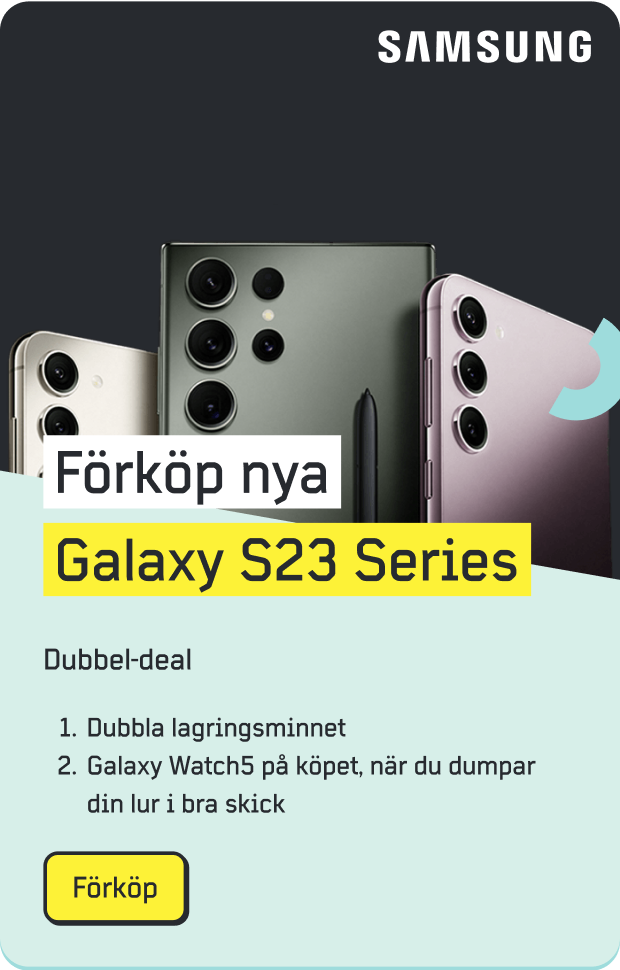 SAMSUNG
Förköp nya
Galaxy S23 Series
Dubbel-deal
1. Dubbla lagringsminnet
2. Galaxy Watch5 på köpet, när du dumpar
din lur i bra skick
Förköp